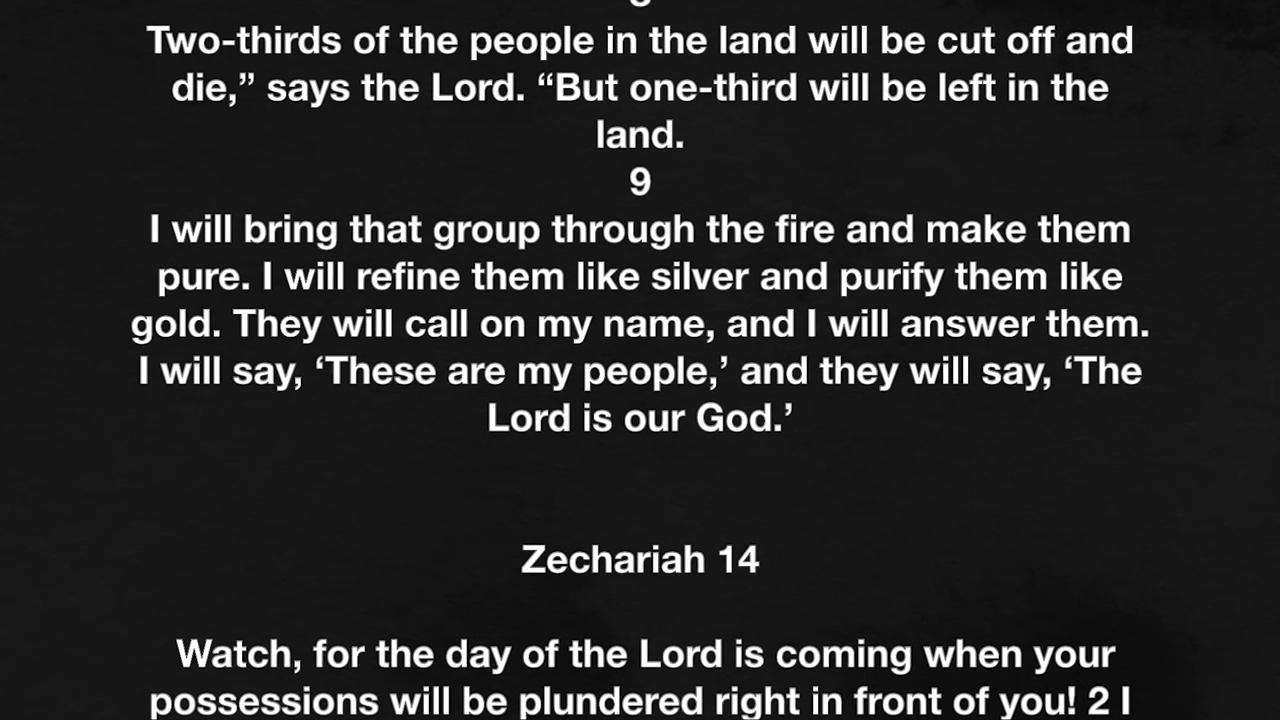 Two-thirds of the people in the land will be cut off and
die,” says the Lord. “But one-third will be left in the
land.
9
I will bring that group through the fire and make them
pure. I will refine them like silver and purify them like
gold. They will call on my name, and I will answer them.
I will say, ‘These are my people,’ and they will say, ‘The
Lord is our God.’
Zechariah 14
Watch, for the day of the Lord is coming when your
possessions will be plundered right in front of you! 2 I